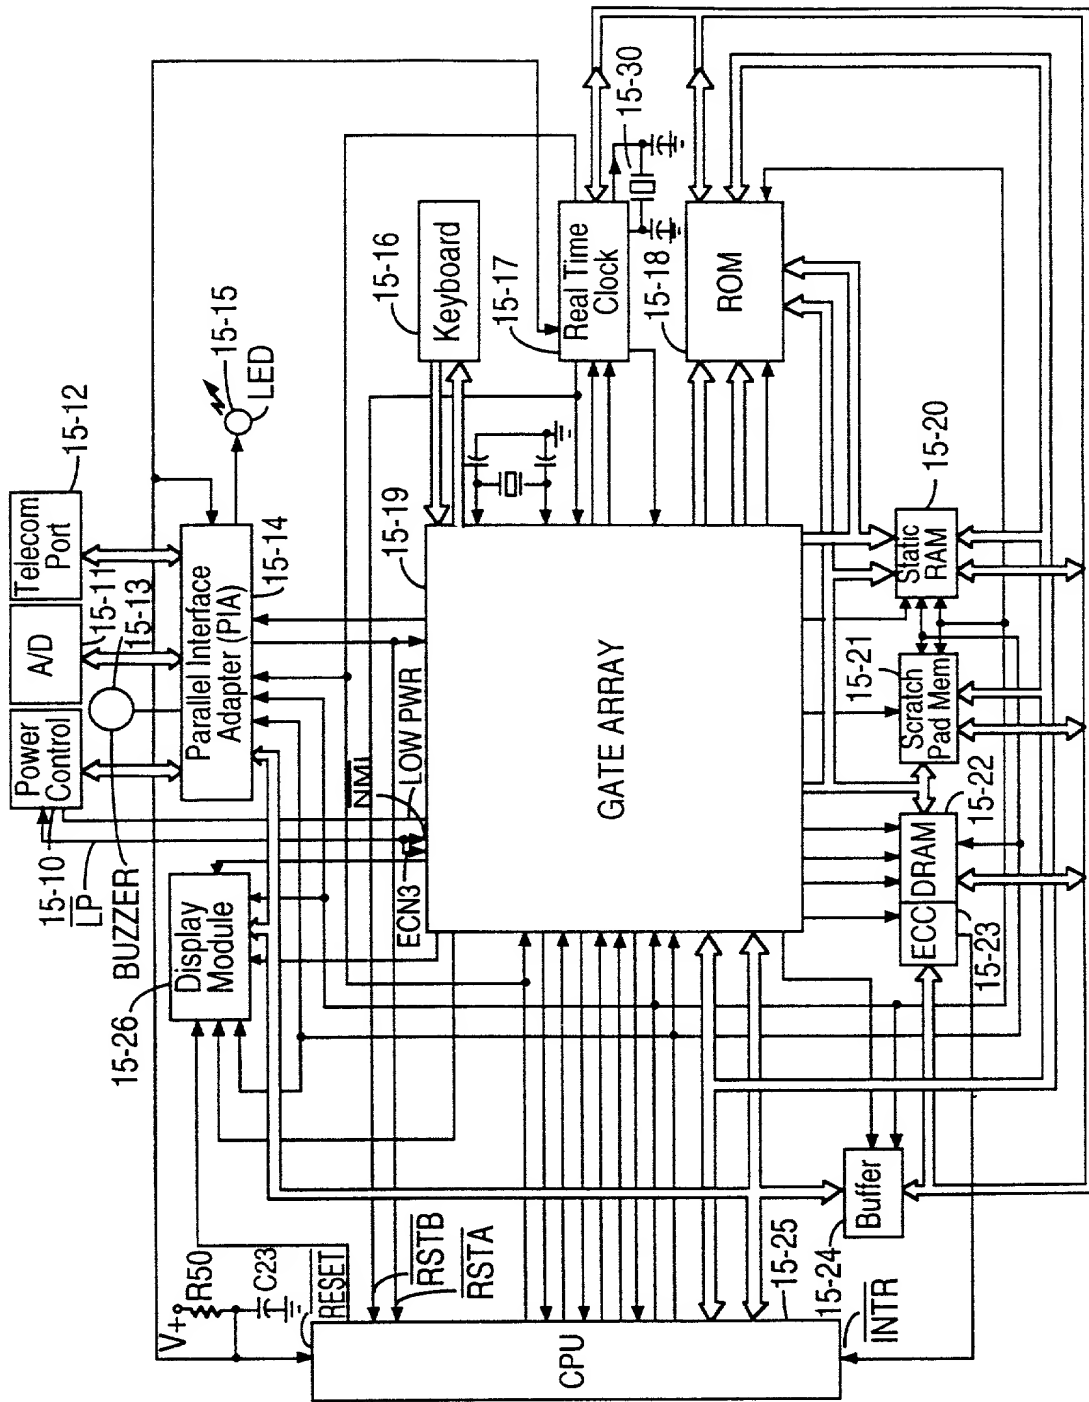 15-12
Telecom
Port
15-11
A/D
15-13
Power
Control
15-10
LP
BUZZER
15-15
LED
15-14
Parallel Interface
Adapter (PIA)
Display
Module
15-26
15-16
Keyboard
15-17
Real Time
Clock
15-30
15-18
ROM
15-19
GATE ARRAY
LOW PWR
NMI
ECN3
15-20
Static
RAM
15-21
Scratch
Pad Mem
15-22
DRAM
ECC
15-23
Buffer
15-24
15-25
CPU
INTR
RSTB
RSTA
RESET
V+
R50
C23